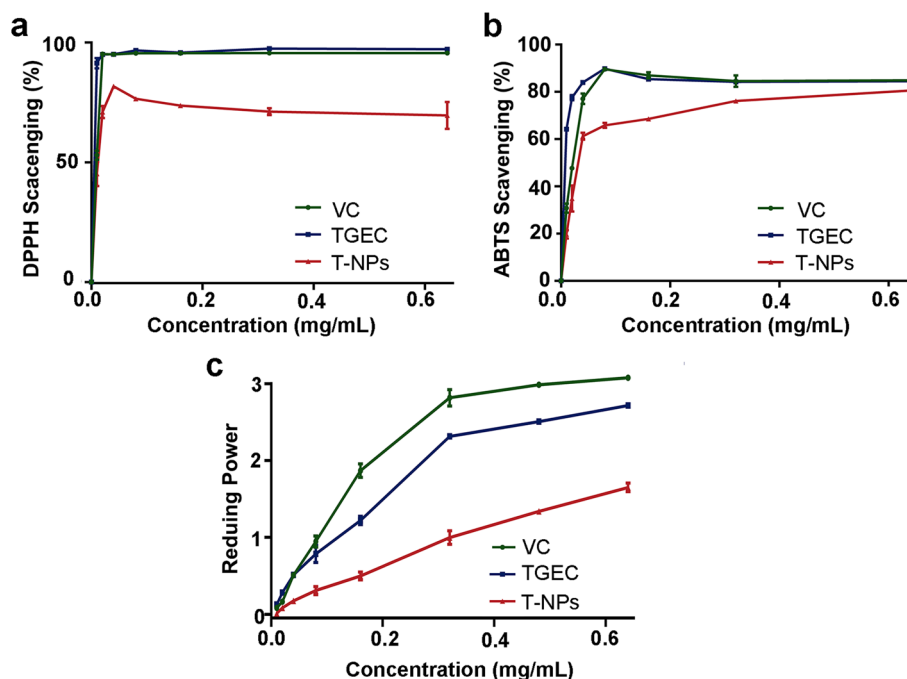 a
DPPH Scacenging (%)
100
50
0
0.0 0.2 0.4 0.6
Concentration (mg/mL)
VC
TGEC
T-NPs
b
ABTS Scavenging (%)
100
80
60
40
20
0
0.0 0.2 0.4 0.6
Concentration (mg/mL)
VC
TGEC
T-NPs
c
Reduing Power
3
2
1
0
0.0 0.2 0.4 0.6
Concentration (mg/mL)
VC
TGEC
T-NPs